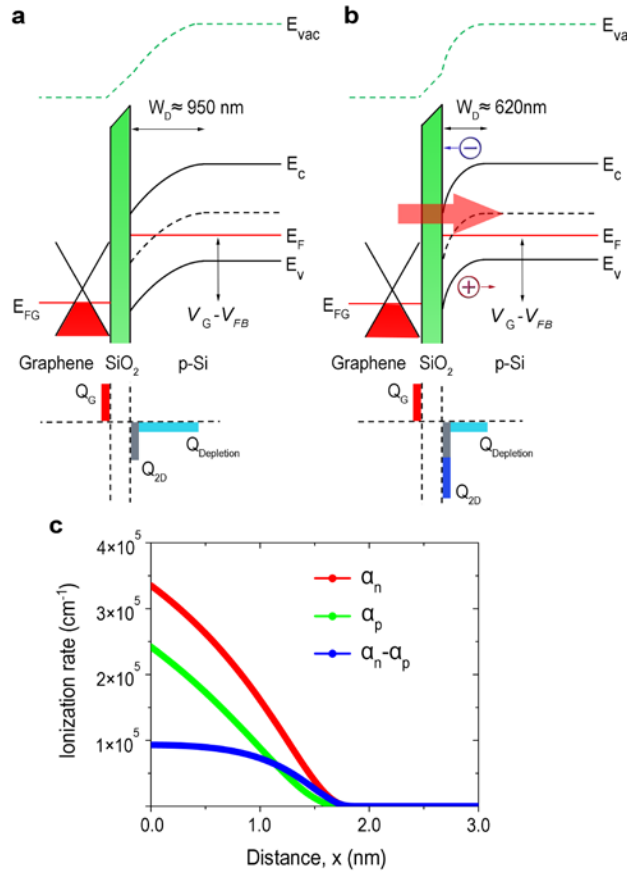 a
E_vac
W_D ≈ 950 nm
E_c
E_F
E_v
E_FG
V_G - V_FB
Graphene SiO_2 p-Si
Q_G
Q_Depletion
Q_2D
b
E_va
W_D ≈ 620nm
−
E_c
E_F
E_v
+
E_FG
V_G - V_FB
Graphene SiO_2 p-Si
Q_G
Q_Depletion
Q_2D
c
4×10^5
3×10^5
2×10^5
1×10^5
Ionization rate (cm^-1)
α_n
α_p
α_n-α_p
0.0 1.0 2.0 3.0
Distance, x (nm)